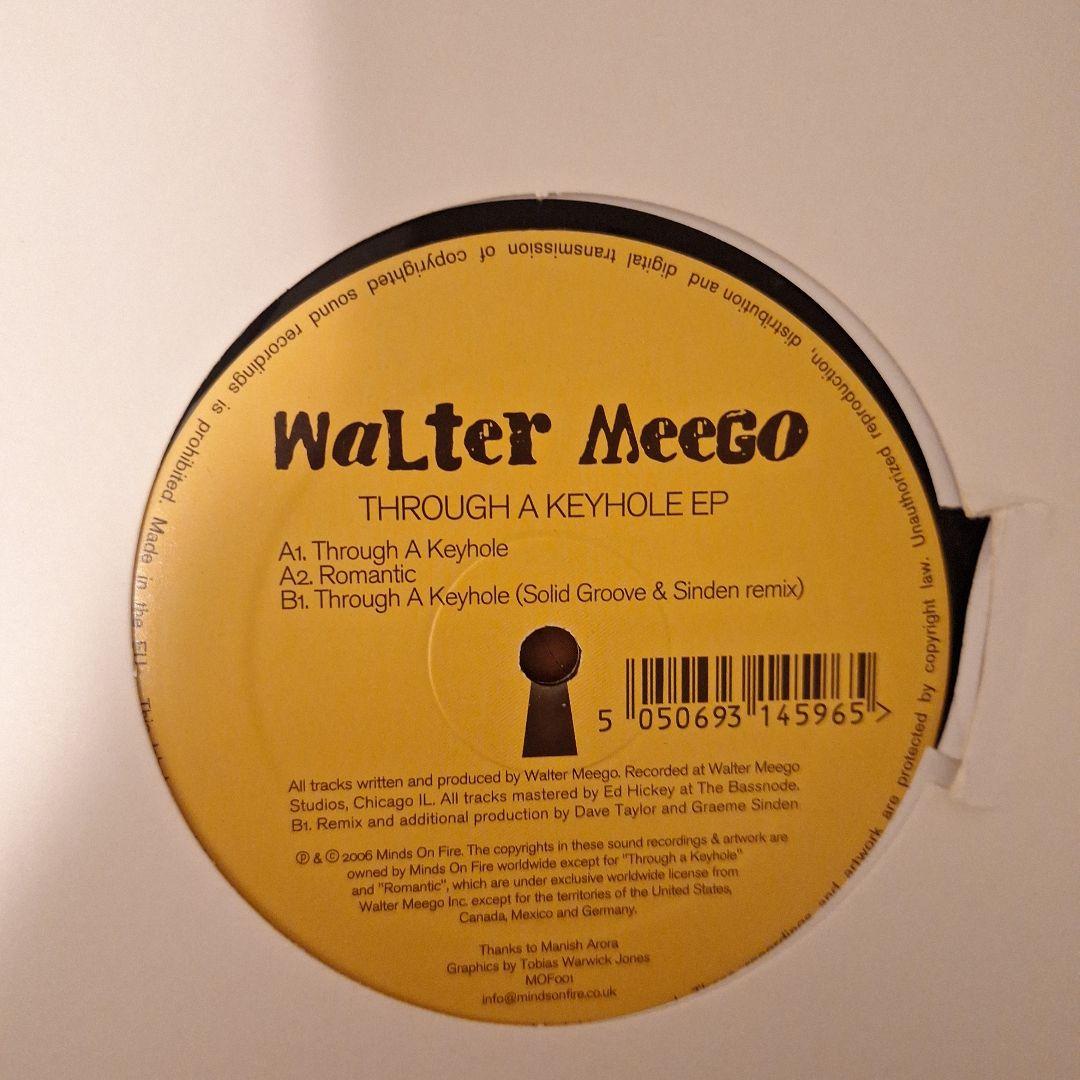 Walter Meego
THROUGH A KEYHOLE EP
A1. Through A Keyhole
A2. Romantic
B1. Through A Keyhole (Solid Groove & Sinden remix)
5 050693 145965 >
All tracks written and produced by Walter Meego. Recorded at Walter Meego
Studios, Chicago IL. All tracks mastered by Ed Hickey at The Bassnode.
B1. Remix and additional production by Dave Taylor and Graeme Sinden
℗ & © 2006 Minds On Fire. The copyrights in these sound recordings & artwork are
owned by Minds On Fire worldwide except for "Through a Keyhole"
and "Romantic", which are under exclusive worldwide license from
Walter Meego Inc. except for the territories of the United States,
Canada, Mexico and Germany.
Thanks to Manish Arora
Graphics by Tobias Warwick Jones
MOF001
info@mindsonfire.co.uk
recordings and artwork are protected by copyright law. Unauthorized reproduction, distribution and digital transmission of copyrighted sound recordings is prohibited. Made in the EU.